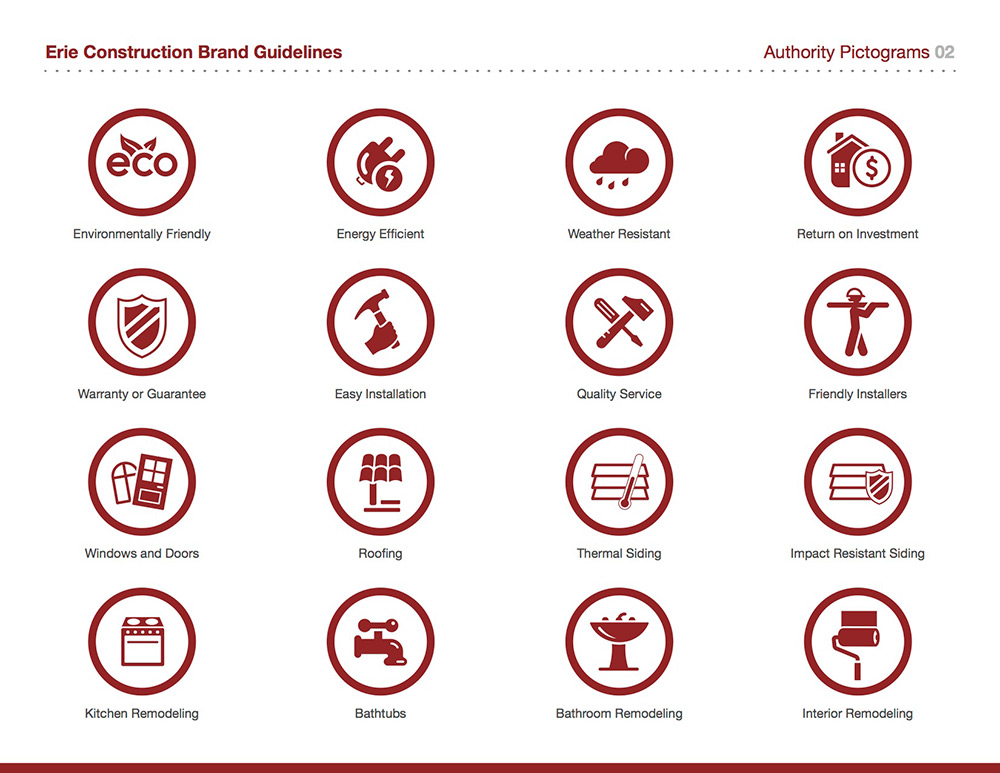 Erie Construction Brand Guidelines
Authority Pictograms 02
eco
Environmentally Friendly
Energy Efficient
Weather Resistant
$
Return on Investment
Warranty or Guarantee
Easy Installation
Quality Service
Friendly Installers
Windows and Doors
Roofing
Thermal Siding
Impact Resistant Siding
Kitchen Remodeling
Bathtubs
Bathroom Remodeling
Interior Remodeling